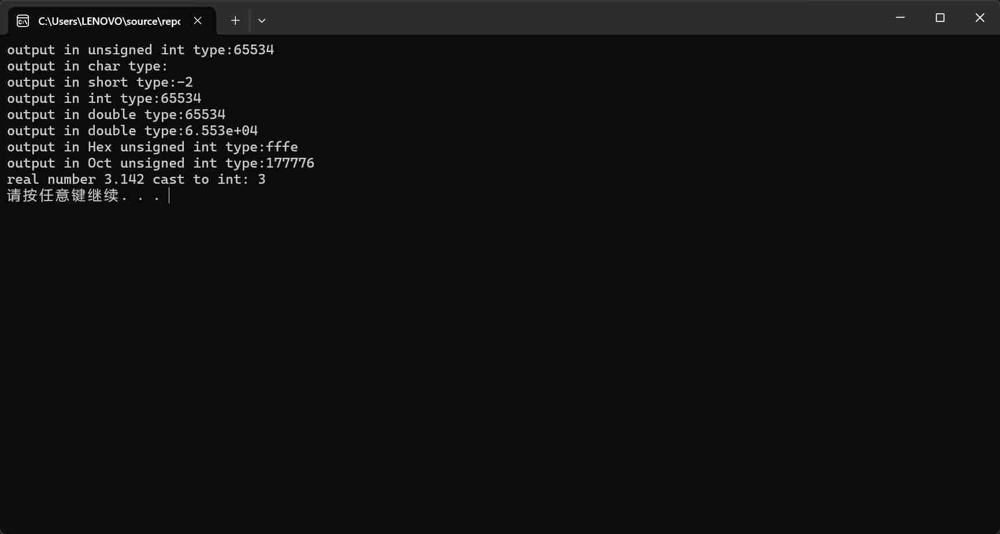 C:\Users\LENOVO\source\repo
output in unsigned int type:65534
output in char type:
output in short type:-2
output in int type:65534
output in double type:65534
output in double type:6.553e+04
output in Hex unsigned int type:fffe
output in Oct unsigned int type:177776
real number 3.142 cast to int: 3
请按任意键继续. . .